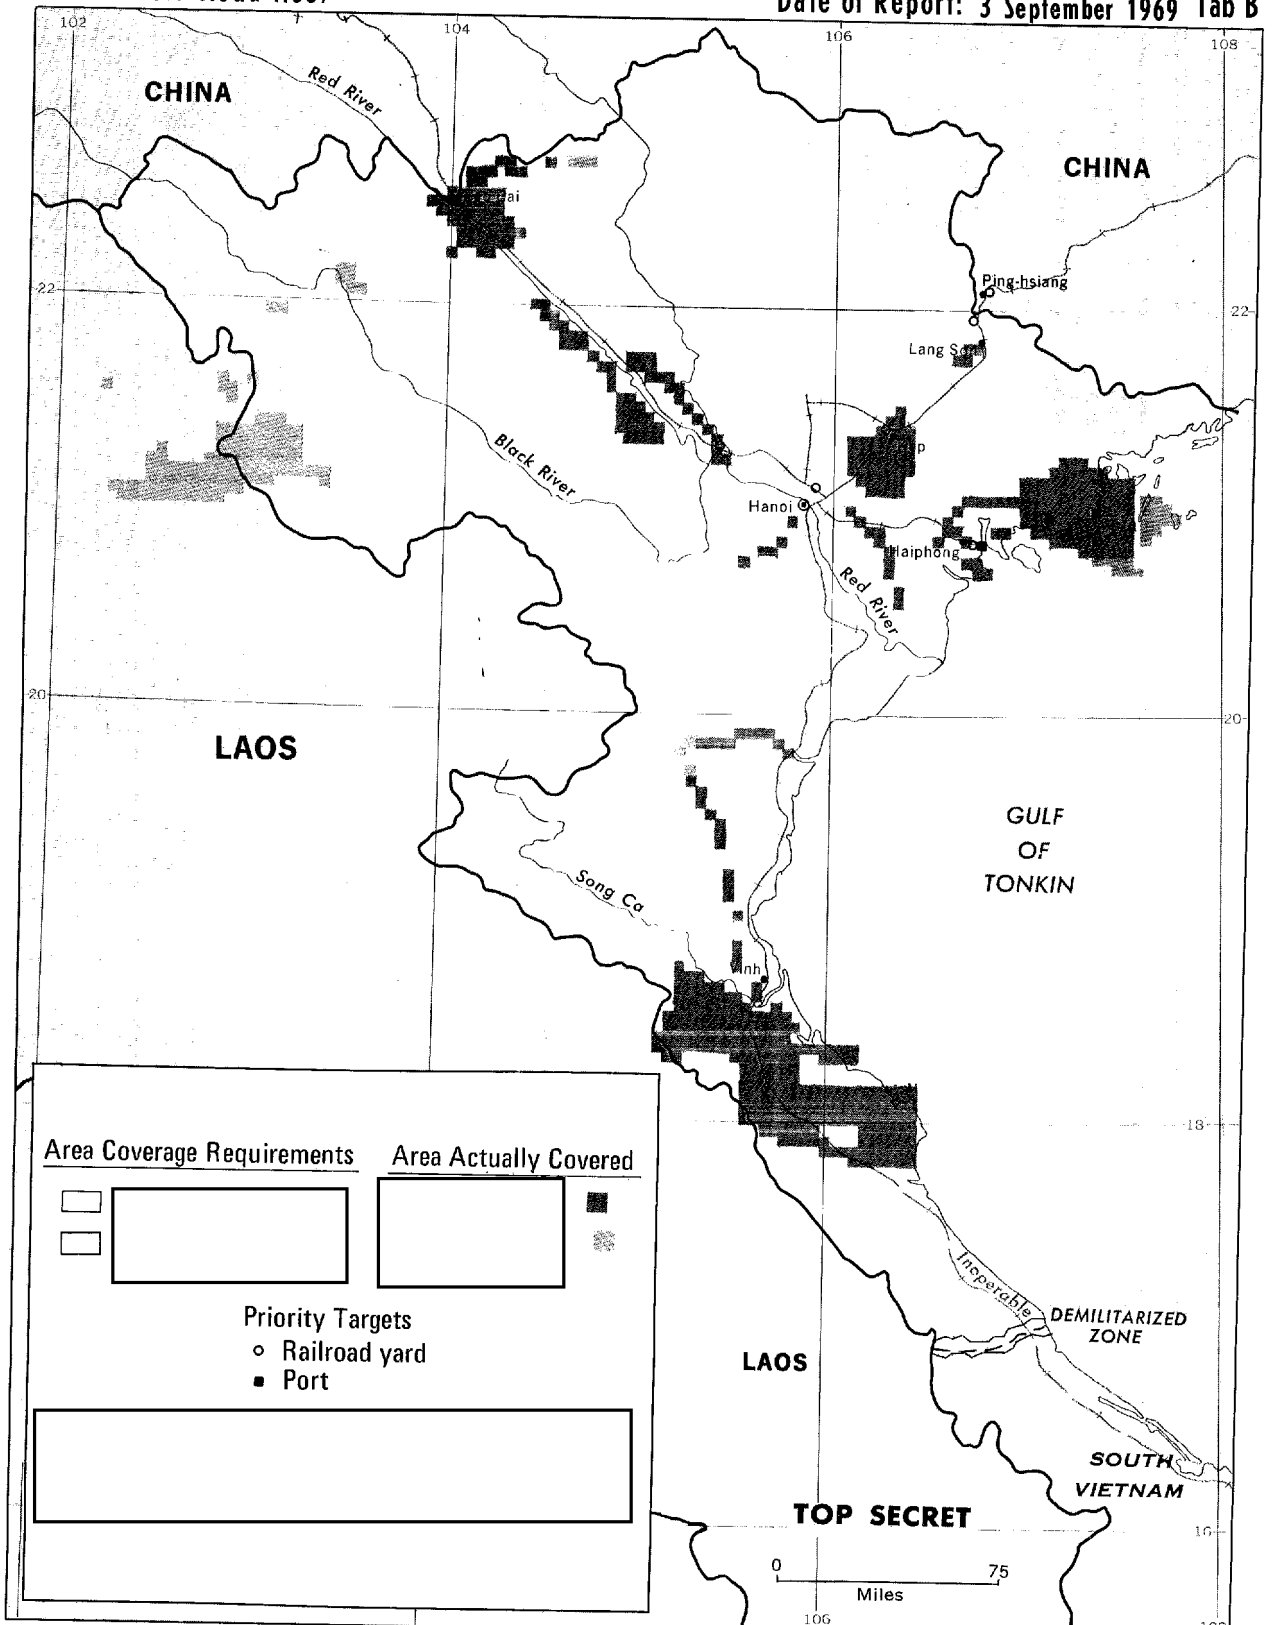 Date of Report: 3 September 1969 Tab B
102
104
106
108
CHINA
Red River
CHINA
Ping-hsiang
22
22
Lang Son
Black River
Hanoi
Haiphong
Red River
20
20
LAOS
GULF
OF
TONKIN
Song Ca
Vinh
18
Area Coverage Requirements
Area Actually Covered
Priority Targets
Railroad yard
Port
Inoperable
DEMILITARIZED
ZONE
LAOS
SOUTH
VIETNAM
TOP SECRET
16
0
75
Miles
106